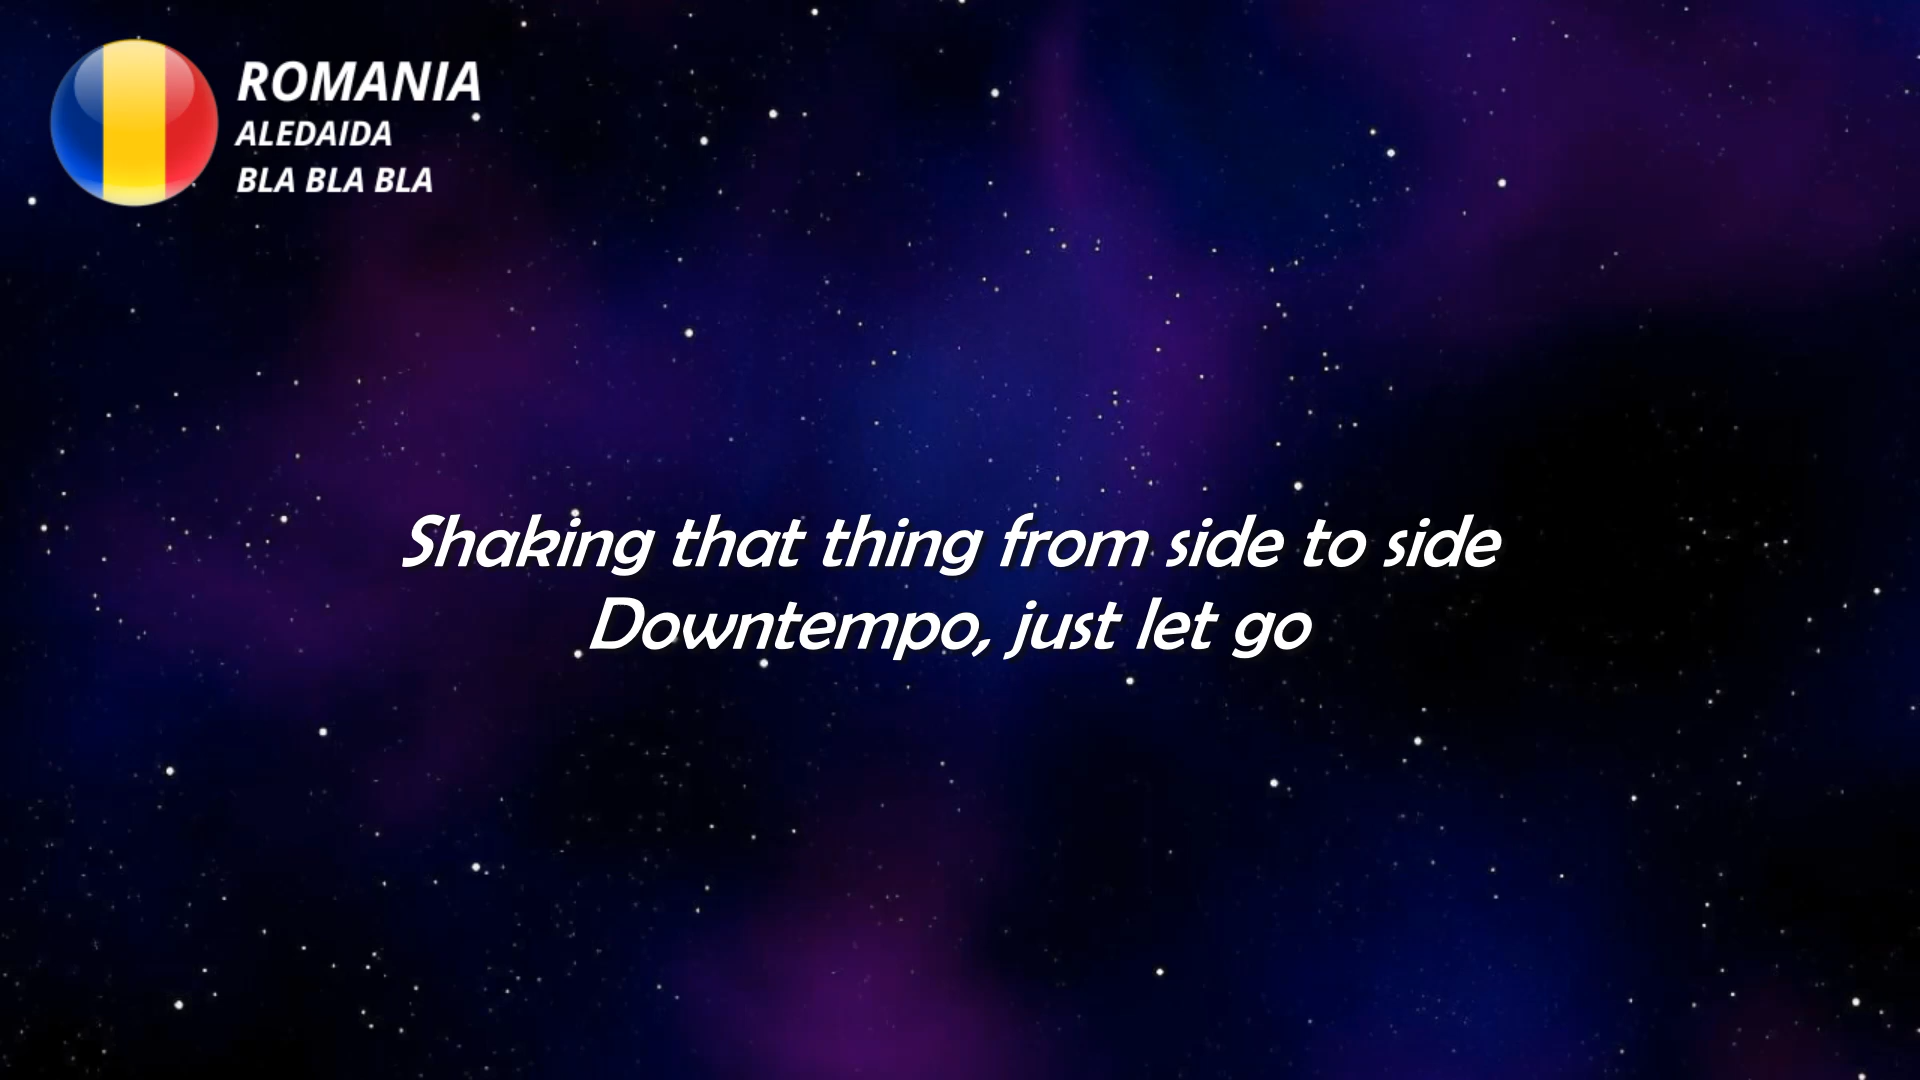 ROMANIA
ALEDAIDA
BLA BLA BLA
Shaking that thing from side to side
Downtempo, just let go